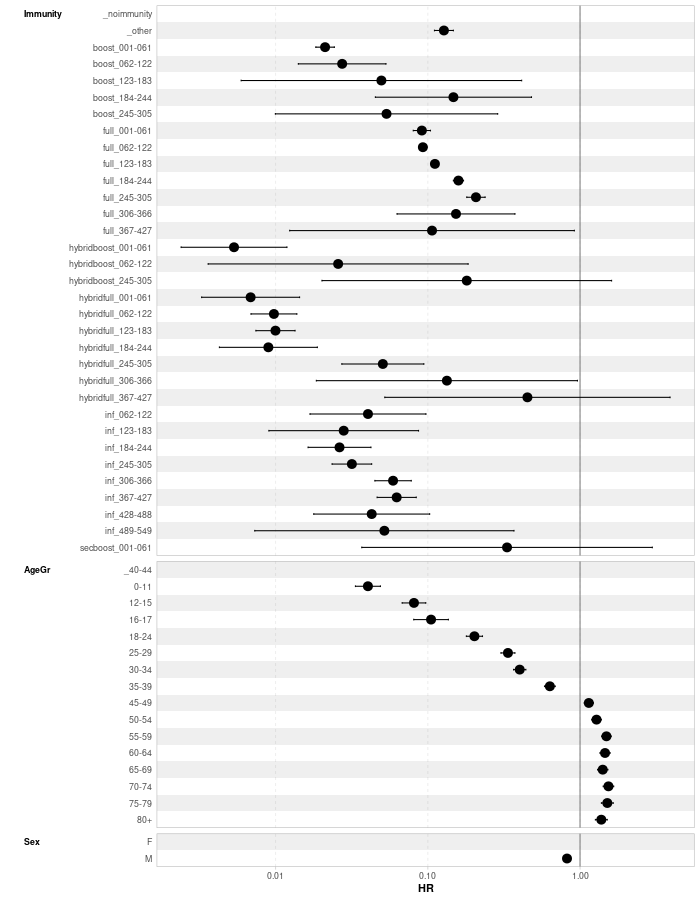 Immunity
_noimmunity
_other
boost_001-061
boost_062-122
boost_123-183
boost_184-244
boost_245-305
full_001-061
full_062-122
full_123-183
full_184-244
full_245-305
full_306-366
full_367-427
hybridboost_001-061
hybridboost_062-122
hybridboost_245-305
hybridfull_001-061
hybridfull_062-122
hybridfull_123-183
hybridfull_184-244
hybridfull_245-305
hybridfull_306-366
hybridfull_367-427
inf_062-122
inf_123-183
inf_184-244
inf_245-305
inf_306-366
inf_367-427
inf_428-488
inf_489-549
secboost_001-061
AgeGr
_40-44
0-11
12-15
16-17
18-24
25-29
30-34
35-39
45-49
50-54
55-59
60-64
65-69
70-74
75-79
80+
Sex
F
M
0.01 0.10 1.00
HR